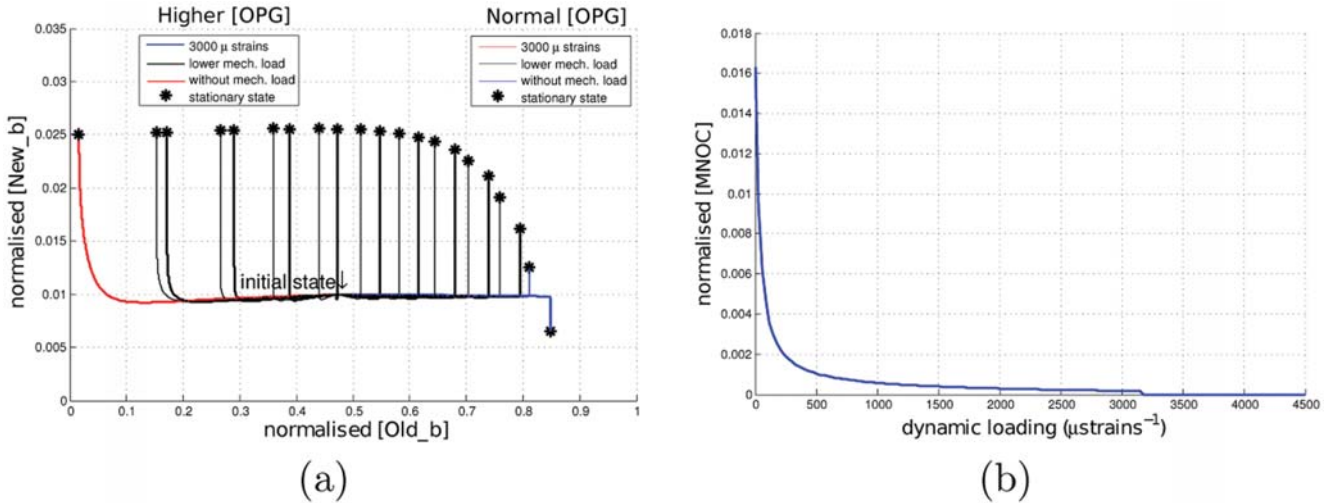 Higher [OPG]
Normal [OPG]
3000 μ strains
lower mech. load
without mech. load
stationary state
3000 μ strains
lower mech. load
without mech. load
stationary state
normalised [New_b]
0.035
0.03
0.025
0.02
0.015
0.01
0.005
0
initial state↓
0
0.1
0.2
0.3
0.4
0.5
0.6
0.7
0.8
0.9
1
normalised [Old_b]
(a)
normalised [MNOC]
0.018
0.016
0.014
0.012
0.01
0.008
0.006
0.004
0.002
0
0
500
1000
1500
2000
2500
3000
3500
4000
4500
dynamic loading (μstrains⁻¹)
(b)